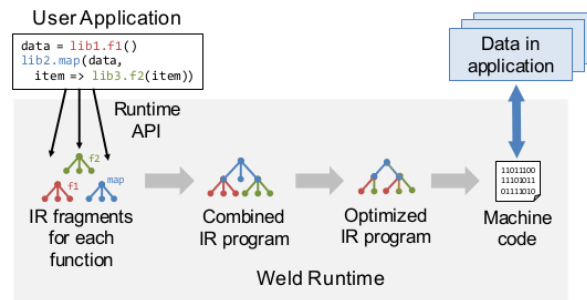 User Application
data = lib1.f1()
lib2.map(data,
item => lib3.f2(item))
Data in
application
Runtime
API
f2
f1
map
IR fragments
for each
function
Combined
IR program
Optimized
IR program
11011100
11101011
01111010
Machine
code
Weld Runtime